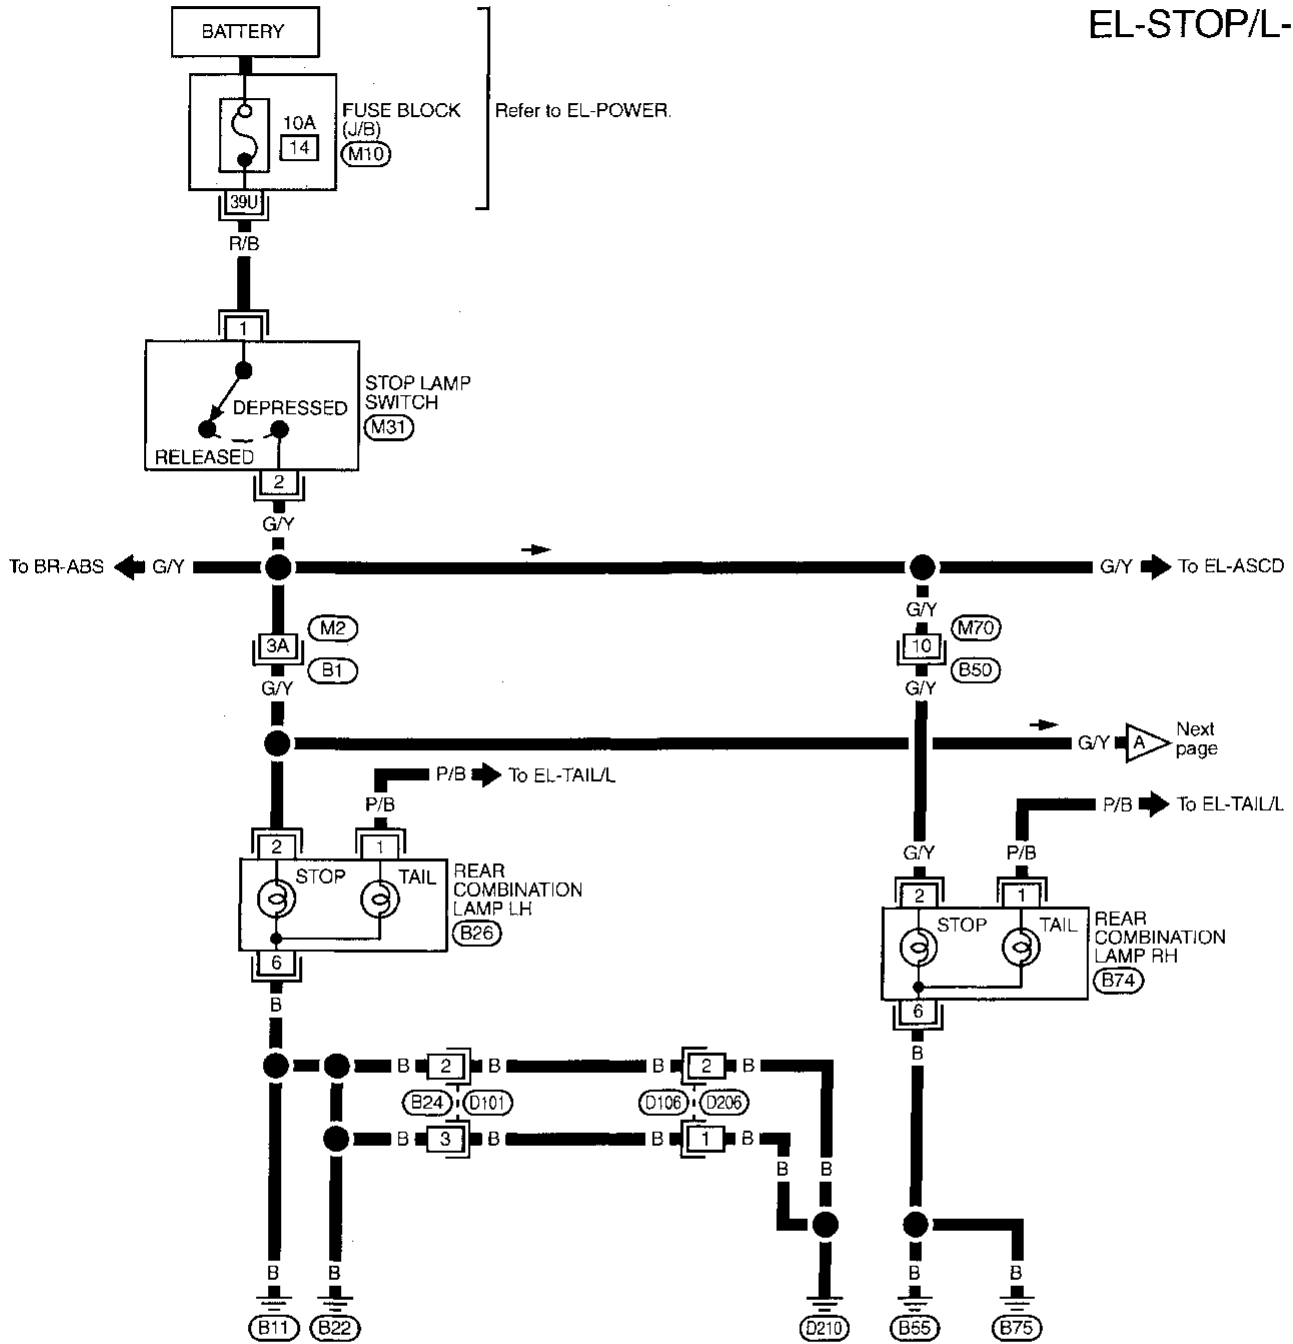 EL-STOP/L-
BATTERY
10A
14
FUSE BLOCK
(J/B)
M10
Refer to EL-POWER.
39U
R/B
1
STOP LAMP
SWITCH
M31
DEPRESSED
RELEASED
2
G/Y
To BR-ABS
G/Y
G/Y
To EL-ASCD
G/Y
M2
3A
B1
G/Y
M70
10
B50
G/Y
G/Y
A
Next
page
P/B
To EL-TAIL/L
P/B
P/B
To EL-TAIL/L
G/Y
P/B
2
1
STOP
TAIL
REAR
COMBINATION
LAMP LH
B26
6
B
2
1
STOP
TAIL
REAR
COMBINATION
LAMP RH
B74
6
B
B
2
B
B
2
B
B24
D101
D106
D206
B
3
B
B
1
B
B
B
B
B
B
B
B11
B22
D210
B55
B75